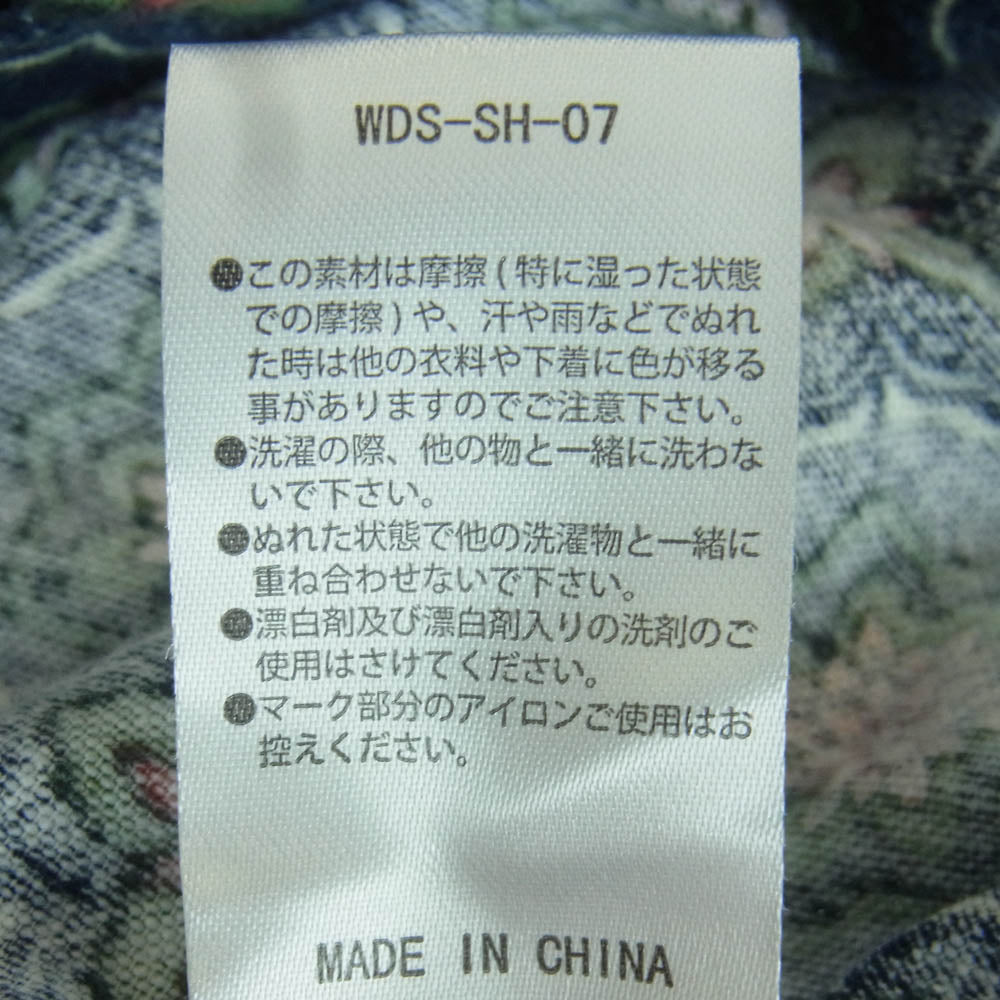 WDS-SH-07
●この素材は摩擦(特に湿った状態
での摩擦)や、汗や雨などでぬれ
た時は他の衣料や下着に色が移る
事がありますのでご注意下さい。
●洗濯の際、他の物と一緒に洗わな
いで下さい。
●ぬれた状態で他の洗濯物と一緒に
重ね合わせないで下さい。
●漂白剤及び漂白剤入りの洗剤のご
使用はさけてください。
●マーク部分のアイロンご使用はお
控えください。
MADE IN CHINA